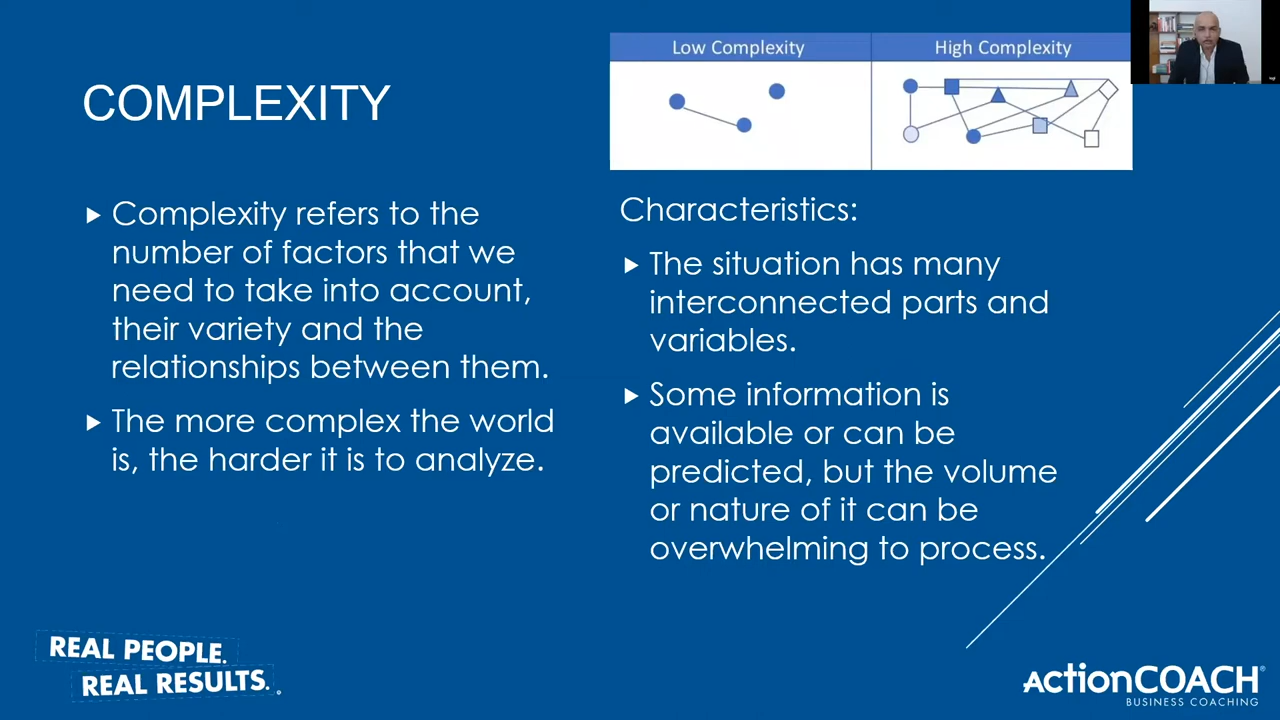 Low Complexity
High Complexity
COMPLEXITY
Complexity refers to the
number of factors that we
need to take into account,
their variety and the
relationships between them.
The more complex the world
is, the harder it is to analyze.
Characteristics:
The situation has many
interconnected parts and
variables.
Some information is
available or can be
predicted, but the volume
or nature of it can be
overwhelming to process.
REAL PEOPLE.
REAL RESULTS.®
ActionCOACH®
BUSINESS COACHING